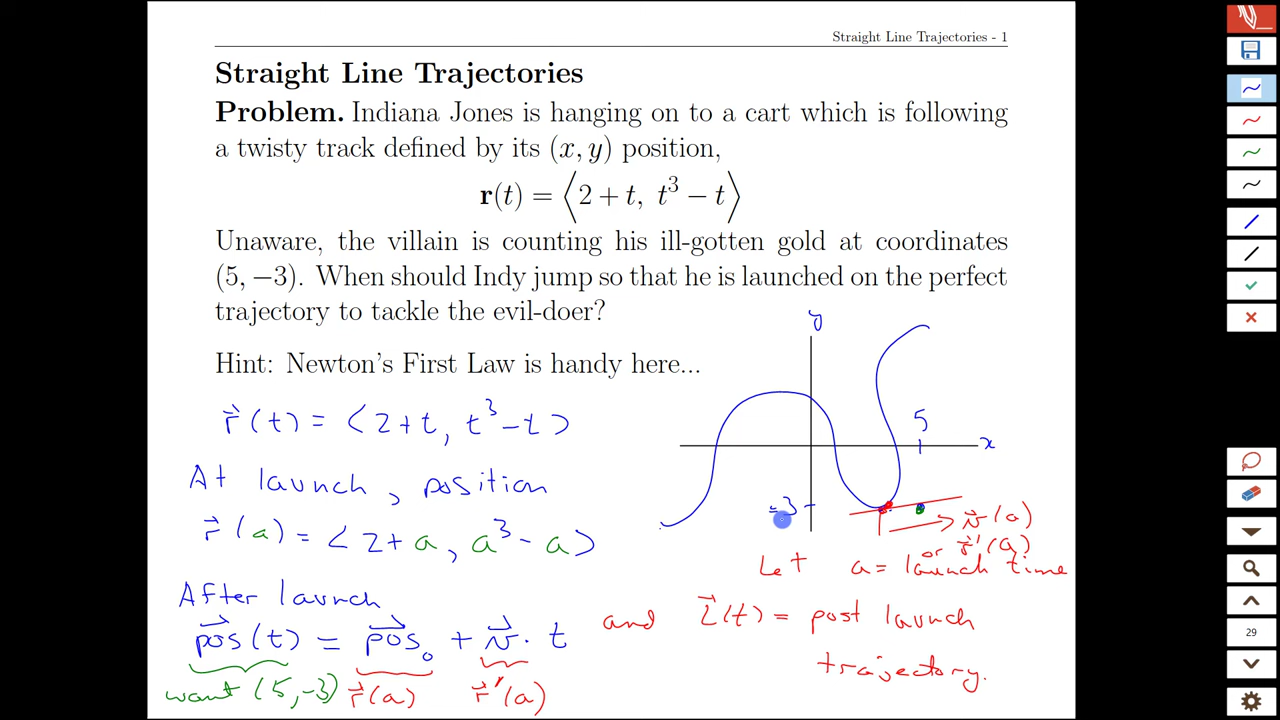 Straight Line Trajectories - 1
Straight Line Trajectories
Problem. Indiana Jones is hanging on to a cart which is following
a twisty track defined by its (x, y) position,
r(t) = ⟨2 + t, t³ − t⟩
Unaware, the villain is counting his ill-gotten gold at coordinates
(5, −3). When should Indy jump so that he is launched on the perfect
trajectory to tackle the evil-doer?
Hint: Newton's First Law is handy here...
y
5
x
-3
r⃗(t) = ⟨2+t, t³-t⟩
At launch, position
r⃗(a) = ⟨2+a, a³-a⟩
After launch
pos⃗(t) = pos⃗₀ + v⃗ · t
want (5,-3) r⃗(a) r⃗'(a)
v⃗(a)
or r⃗'(a)
Let a = launch time
and l⃗(t) = post launch
trajectory.
29